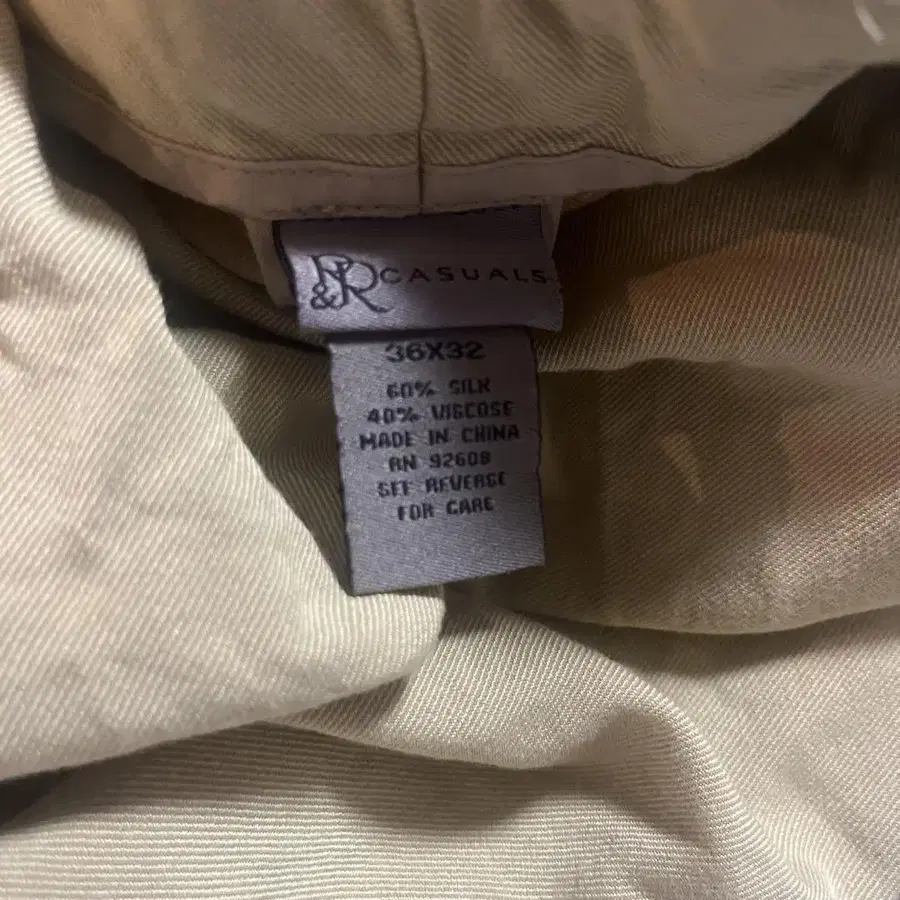 R&R CASUALS
36X32
60% SILK
40% VISCOSE
MADE IN CHINA
RN 92608
SEE REVERSE
FOR CARE